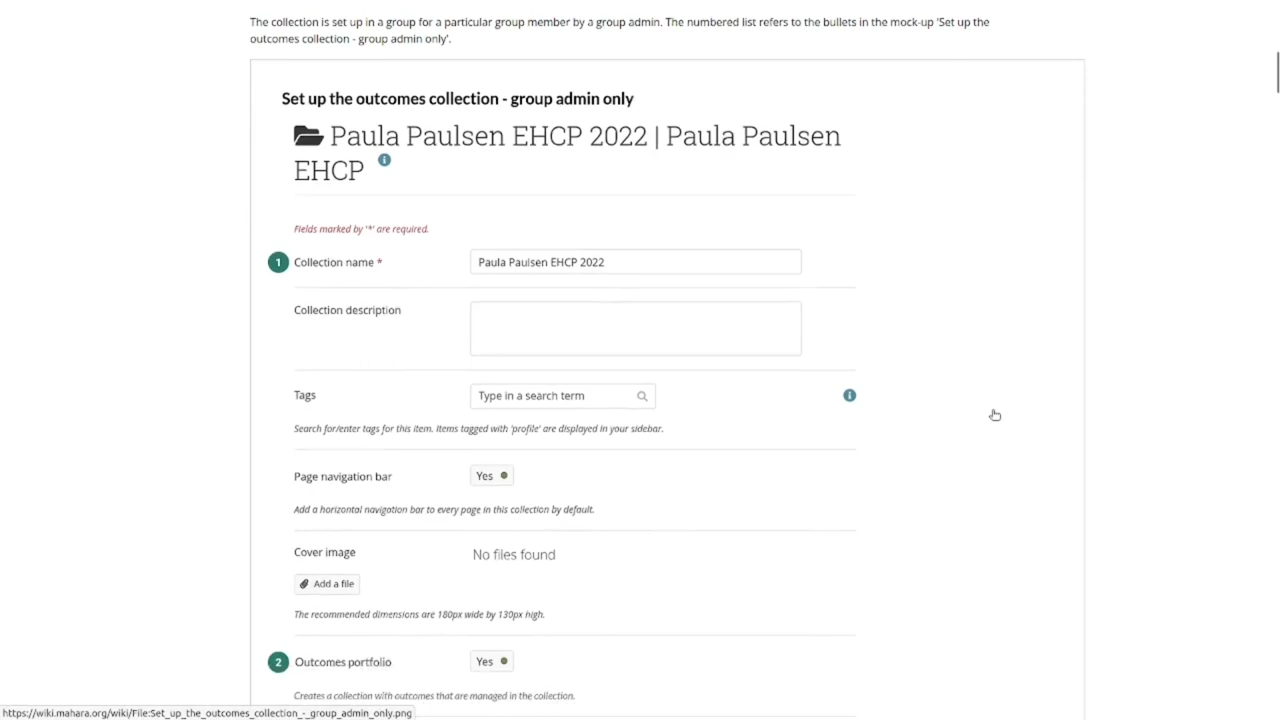 The collection is set up in a group for a particular group member by a group admin. The numbered list refers to the bullets in the mock-up 'Set up the
outcomes collection - group admin only'.
Set up the outcomes collection - group admin only
Paula Paulsen EHCP 2022 | Paula Paulsen
EHCP
Fields marked by '*' are required.
1 Collection name * Paula Paulsen EHCP 2022
Collection description
Tags Type in a search term
Search for/enter tags for this item. Items tagged with 'profile' are displayed in your sidebar.
Page navigation bar Yes
Add a horizontal navigation bar to every page in this collection by default.
Cover image No files found
Add a file
The recommended dimensions are 180px wide by 130px high.
2 Outcomes portfolio Yes
Creates a collection with outcomes that are managed in the collection.
https://wiki.mahara.org/wiki/File:Set_up_the_outcomes_collection_-_group_admin_only.png